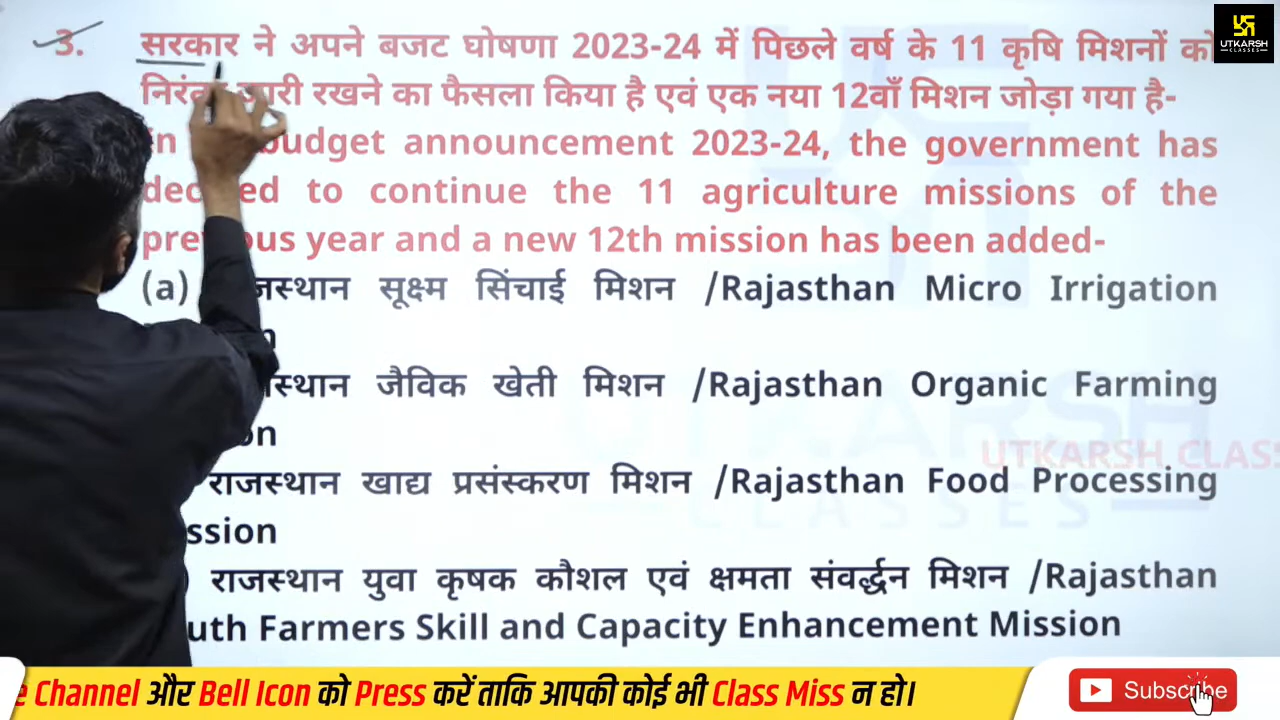 3. सरकार ने अपने बजट घोषणा 2023-24 में पिछले वर्ष के 11 कृषि मिशनों को
जारी रखने का फैसला किया है एवं एक नया 12वाँ मिशन जोड़ा गया है-
budget announcement 2023-24, the government has
to continue the 11 agriculture missions of the
year and a new 12th mission has been added-
(a) सूक्ष्म सिंचाई मिशन /Rajasthan Micro Irrigation
जैविक खेती मिशन /Rajasthan Organic Farming
राजस्थान खाद्य प्रसंस्करण मिशन /Rajasthan Food Processing
राजस्थान युवा कृषक कौशल एवं क्षमता संवर्द्धन मिशन /Rajasthan
Farmers Skill and Capacity Enhancement Mission
UTKARSH
CLASSES
UTKARSH CLASS
Channel और Bell Icon को Press करें ताकि आपकी कोई भी Class Miss न हो।
Subscribe